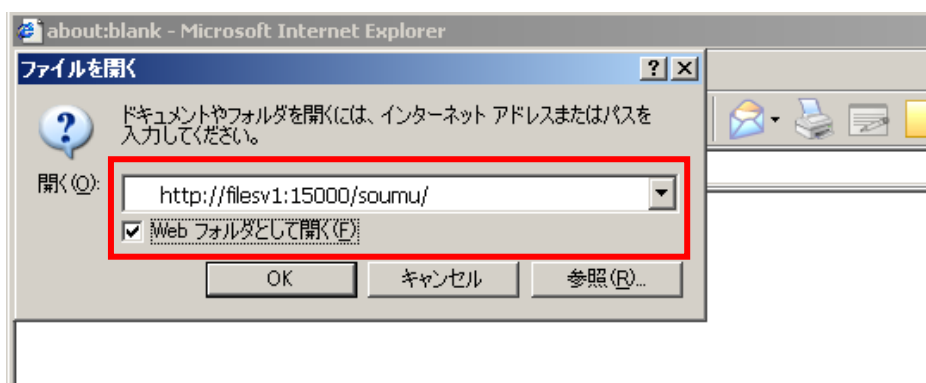 about:blank - Microsoft Internet Explorer
ファイルを開く
ドキュメントやフォルダを開くには、インターネット アドレスまたはパスを
入力してください。
開く(O):
http://filesv1:15000/soumu/
Web フォルダとして開く(F)
OK キャンセル 参照(R)...